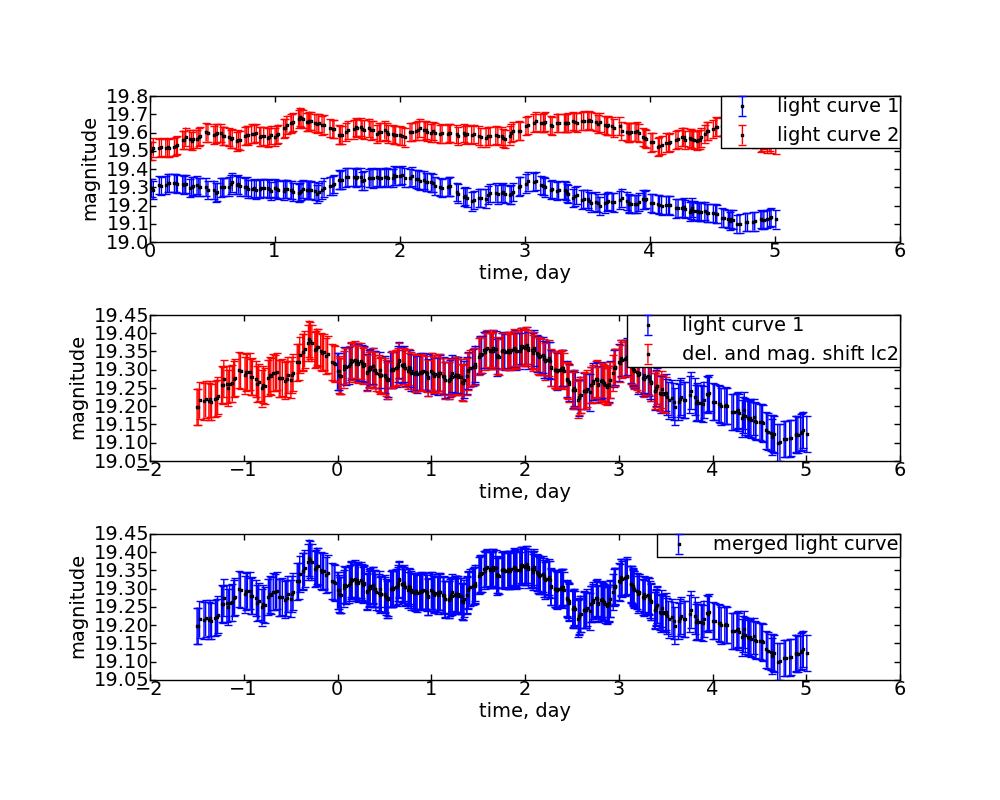 19.8
19.7
19.6
19.5
19.4
19.3
19.2
19.1
19.0
magnitude
light curve 1
light curve 2
0 1 2 3 4 5 6
time, day
19.45
19.40
19.35
19.30
19.25
19.20
19.15
19.10
19.05
magnitude
light curve 1
del. and mag. shift lc2
−2 −1 0 1 2 3 4 5 6
time, day
19.45
19.40
19.35
19.30
19.25
19.20
19.15
19.10
19.05
magnitude
merged light curve
−2 −1 0 1 2 3 4 5 6
time, day